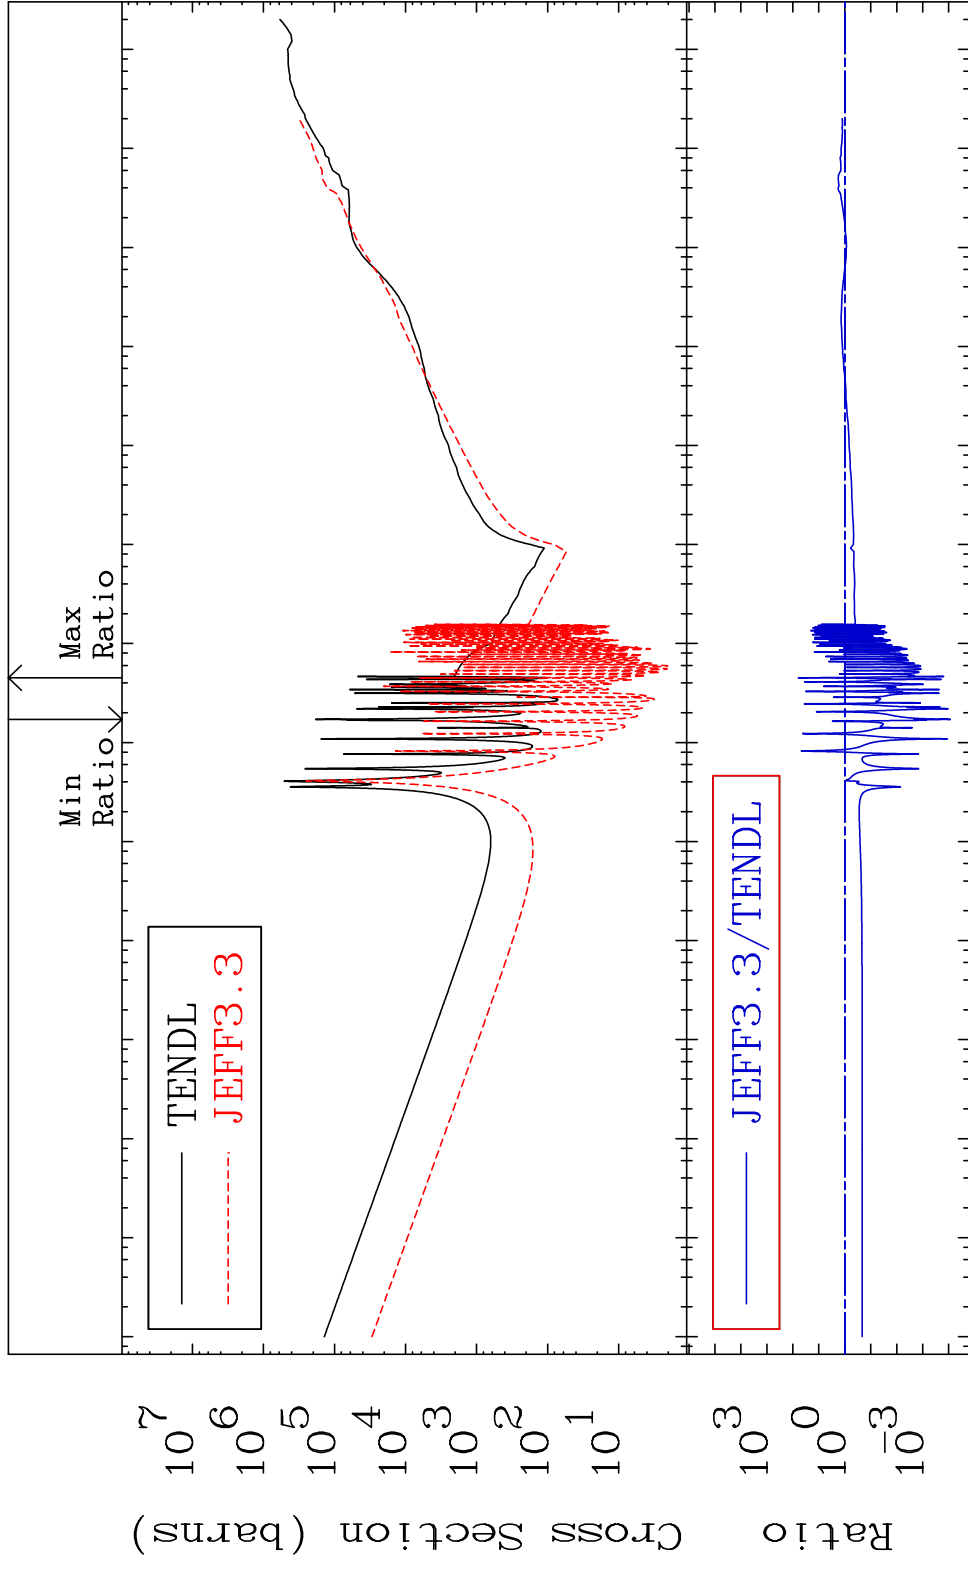 Min
Ratio
Max
Ratio
TENDL
JEFF3.3
Cross Section (barns)
10^7
10^6
10^5
10^4
10^3
10^2
10^1
JEFF3.3/TENDL
Ratio
10^3
10^0
10^-3